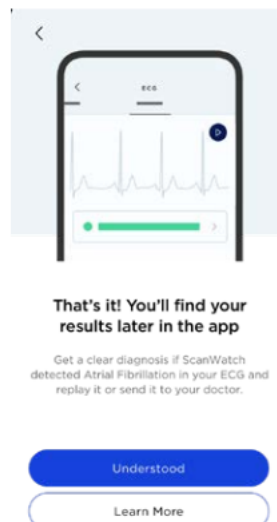 ECG
That's it! You'll find your
results later in the app
Get a clear diagnosis if ScanWatch
detected Atrial Fibrillation in your ECG and
replay it or send it to your doctor.
Understood
Learn More